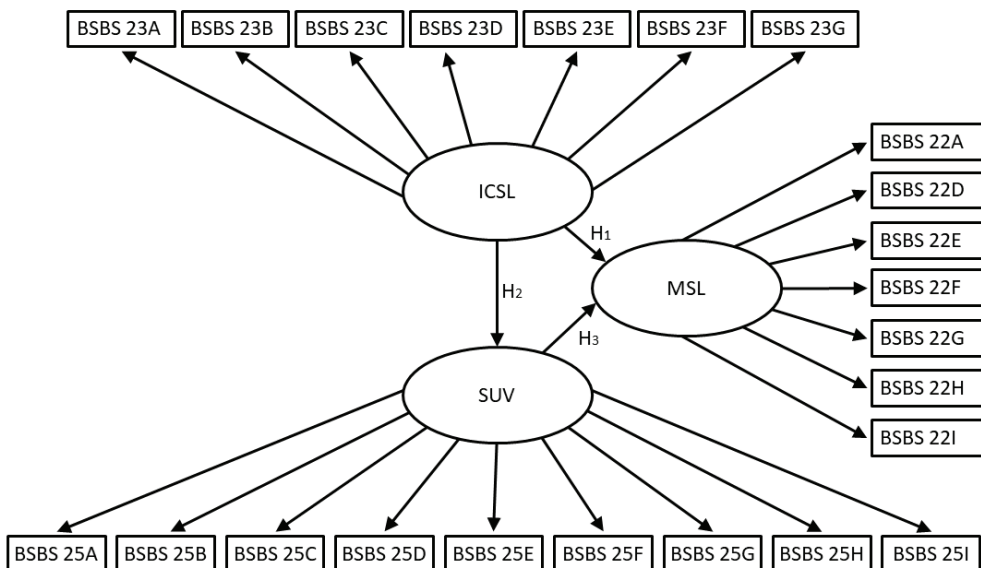 BSBS 23A
BSBS 23B
BSBS 23C
BSBS 23D
BSBS 23E
BSBS 23F
BSBS 23G
BSBS 22A
ICSL
BSBS 22D
H1
BSBS 22E
MSL
BSBS 22F
H2
BSBS 22G
H3
BSBS 22H
SUV
BSBS 22I
BSBS 25A
BSBS 25B
BSBS 25C
BSBS 25D
BSBS 25E
BSBS 25F
BSBS 25G
BSBS 25H
BSBS 25I